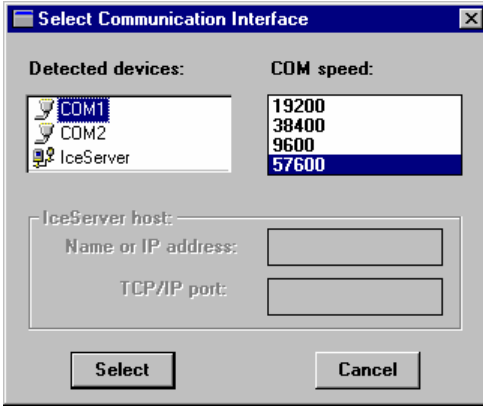 Select Communication Interface
Detected devices:
COM speed:
COM1
COM2
IceServer
19200
38400
9600
57600
IceServer host:
Name or IP address:
TCP/IP port:
Select
Cancel